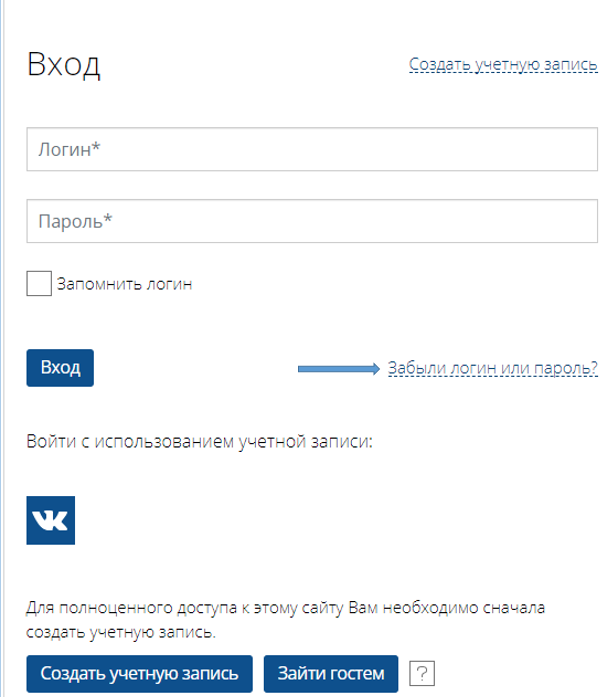 Вход
Создать учетную запись
Логин*
Пароль*
Запомнить логин
Вход
Забыли логин или пароль?
Войти с использованием учетной записи:
Для полноценного доступа к этому сайту Вам необходимо сначала
создать учетную запись.
Создать учетную запись
Зайти гостем
?